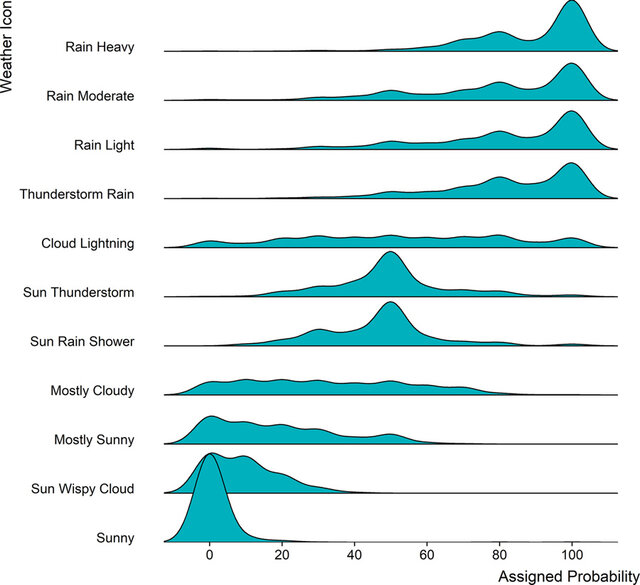 Weather Icon
Rain Heavy
Rain Moderate
Rain Light
Thunderstorm Rain
Cloud Lightning
Sun Thunderstorm
Sun Rain Shower
Mostly Cloudy
Mostly Sunny
Sun Wispy Cloud
Sunny
0 20 40 60 80 100
Assigned Probability